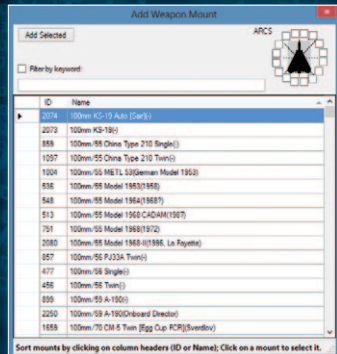 Add Weapon Mount
Add Selected
ARCS
Filter by keyword:
ID Name
2074 100mm KS-19 Auto [Sar](-)
2073 100mm KS-19(-)
859 100mm/55 China Type 210 Single(-)
1097 100mm/55 China Type 210 Twin(-)
1004 100mm/55 METL 53(German Model 1953)
536 100mm/55 Model 1953(1958)
548 100mm/55 Model 1964(1968?)
513 100mm/55 Model 1968 CADAM(1987)
751 100mm/55 Model 1968(1972)
2080 100mm/55 Model 1968-II(1996, La Fayette)
857 100mm/56 PJ33A Twin(-)
477 100mm/56 Single(-)
456 100mm/56 Twin(-)
899 100mm/59 A-190(-)
2250 100mm/59 A-190(Onboard Director)
1659 100mm/70 CM-5 Twin [Egg Cup FCR](Sverdlov)
Sort mounts by clicking on column headers (ID or Name); Click on a mount to select it.